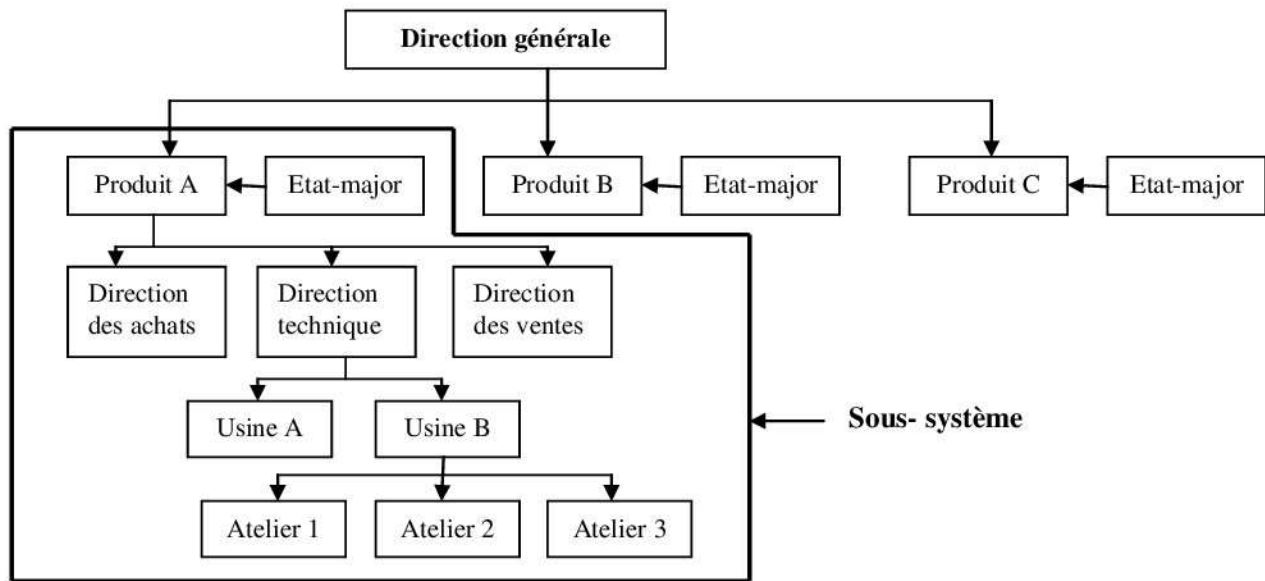 Direction générale
Produit A
Etat-major
Produit B
Etat-major
Produit C
Etat-major
Direction
des achats
Direction
technique
Direction
des ventes
Usine A
Usine B
Sous- système
Atelier 1
Atelier 2
Atelier 3